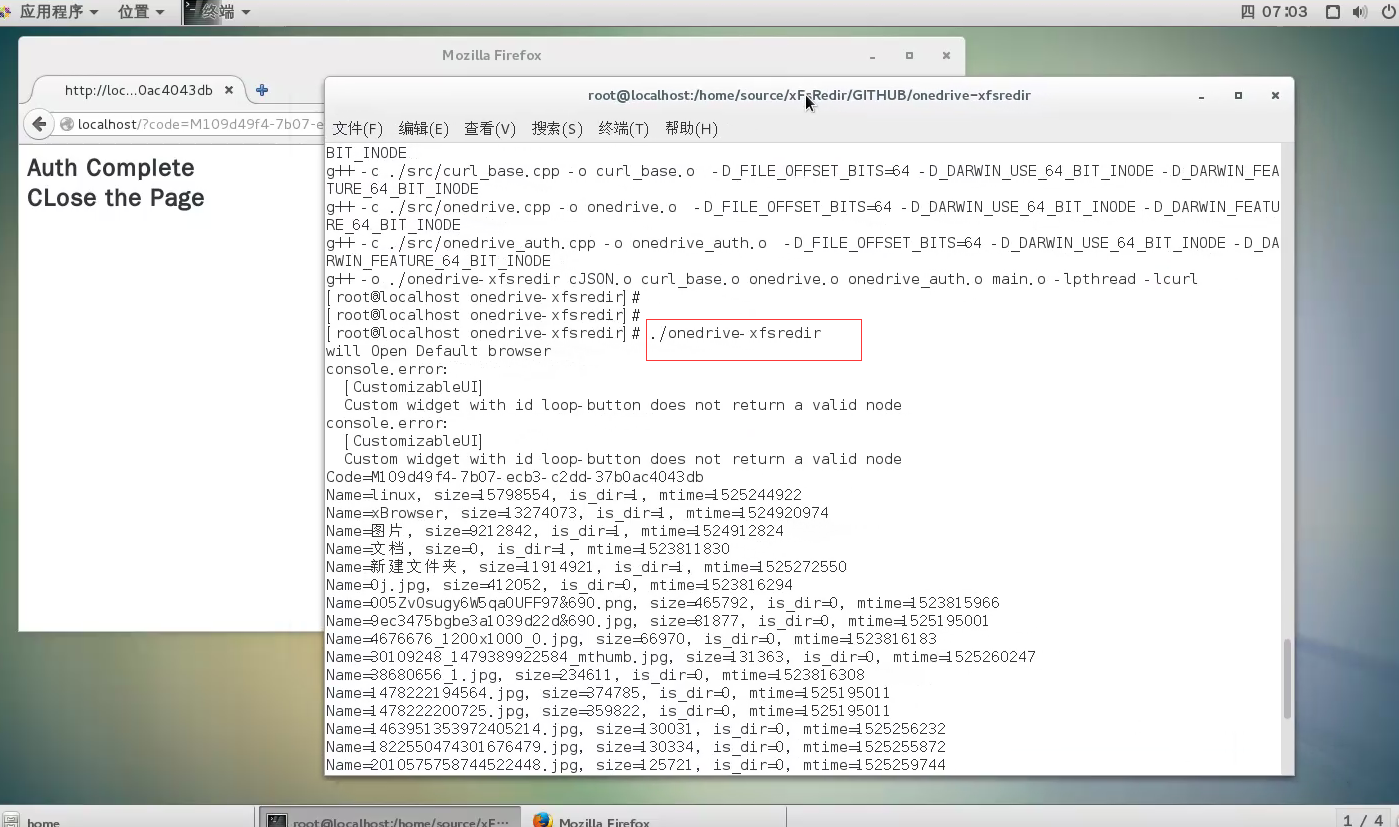 应用程序 位置 终端 四 07:03
Mozilla Firefox
http://loc...0ac4043db
localhost/?code=M109d49f4-7b07-e
Auth Complete
CLose the Page
root@localhost:/home/source/xFsRedir/GITHUB/onedrive-xfsredir
文件(F) 编辑(E) 查看(V) 搜索(S) 终端(T) 帮助(H)
BIT_INODE
g++ -c ./src/curl_base.cpp -o curl_base.o  -D_FILE_OFFSET_BITS=64 -D_DARWIN_USE_64_BIT_INODE -D_DARWIN_FEA
TURE_64_BIT_INODE
g++ -c ./src/onedrive.cpp -o onedrive.o  -D_FILE_OFFSET_BITS=64 -D_DARWIN_USE_64_BIT_INODE -D_DARWIN_FEATU
RE_64_BIT_INODE
g++ -c ./src/onedrive_auth.cpp -o onedrive_auth.o  -D_FILE_OFFSET_BITS=64 -D_DARWIN_USE_64_BIT_INODE -D_DA
RWIN_FEATURE_64_BIT_INODE
g++ -o ./onedrive-xfsredir cJSON.o curl_base.o onedrive.o onedrive_auth.o main.o -lpthread -lcurl
[root@localhost onedrive-xfsredir]#
[root@localhost onedrive-xfsredir]#
[root@localhost onedrive-xfsredir]# ./onedrive-xfsredir
will Open Default browser
console.error:
  [CustomizableUI]
  Custom widget with id loop-button does not return a valid node
console.error:
  [CustomizableUI]
  Custom widget with id loop-button does not return a valid node
Code=M109d49f4-7b07-ecb3-c2dd-37b0ac4043db
Name=linux, size=15798554, is_dir=1, mtime=1525244922
Name=xBrowser, size=13274073, is_dir=1, mtime=1524920974
Name=图片, size=9212842, is_dir=1, mtime=1524912824
Name=文档, size=0, is_dir=1, mtime=1523811830
Name=新建文件夹, size=11914921, is_dir=1, mtime=1525272550
Name=0j.jpg, size=412052, is_dir=0, mtime=1523816294
Name=005ZvOsugy6W5qa0UFF97&690.png, size=465792, is_dir=0, mtime=1523815966
Name=9ec3475bgbe3a1039d22d&690.jpg, size=81877, is_dir=0, mtime=1525195001
Name=4676676_1200x1000_0.jpg, size=66970, is_dir=0, mtime=1523816183
Name=30109248_1479389922584_mthumb.jpg, size=131363, is_dir=0, mtime=1525260247
Name=38680656_1.jpg, size=234611, is_dir=0, mtime=1523816308
Name=1478222194564.jpg, size=374785, is_dir=0, mtime=1525195011
Name=1478222200725.jpg, size=359822, is_dir=0, mtime=1525195011
Name=1463951353972405214.jpg, size=130031, is_dir=0, mtime=1525256232
Name=1822550474301676479.jpg, size=130334, is_dir=0, mtime=1525255872
Name=2010575758744522448.jpg, size=125721, is_dir=0, mtime=1525259744
home root@localhost:/home/source/xF... Mozilla Firefox 1 / 4